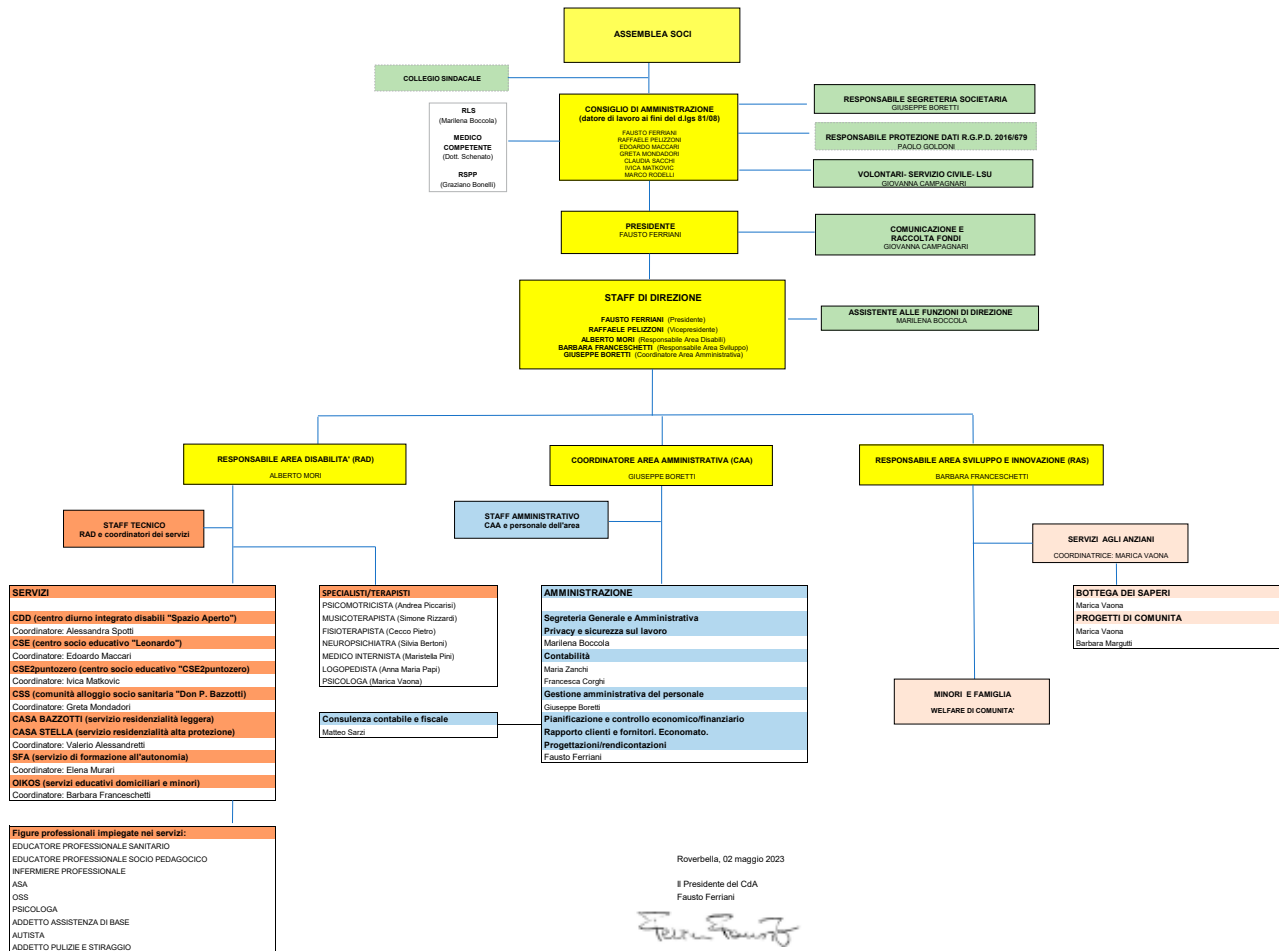 ASSEMBLEA SOCI
COLLEGIO SINDACALE
CONSIGLIO DI AMMINISTRAZIONE
(datore di lavoro ai fini del d.lgs 81/08)
FAUSTO FERRIANI
RAFFAELE PELIZZONI
EDOARDO MACCARI
GRETA MONDADORI
CLAUDIA SACCHI
IVICA MATKOVIC
MARCO RODELLI
RLS
(Marilena Boccola)
MEDICO
COMPETENTE
(Dott. Schenato)
RSPP
(Graziano Bonelli)
RESPONSABILE SEGRETERIA SOCIETARIA
GIUSEPPE BORETTI
RESPONSABILE PROTEZIONE DATI R.G.P.D. 2016/679
PAOLO GOLDONI
VOLONTARI- SERVIZIO CIVILE- LSU
GIOVANNA CAMPAGNARI
PRESIDENTE
FAUSTO FERRIANI
COMUNICAZIONE E
RACCOLTA FONDI
GIOVANNA CAMPAGNARI
STAFF DI DIREZIONE
FAUSTO FERRIANI (Presidente)
RAFFAELE PELIZZONI (Vicepresidente)
ALBERTO MORI (Responsabile Area Disabili)
BARBARA FRANCESCHETTI (Responsabile Area Sviluppo)
GIUSEPPE BORETTI (Coordinatore Area Amministrativa)
ASSISTENTE ALLE FUNZIONI DI DIREZIONE
MARILENA BOCCOLA
RESPONSABILE AREA DISABILITA' (RAD)
ALBERTO MORI
COORDINATORE AREA AMMINISTRATIVA (CAA)
GIUSEPPE BORETTI
RESPONSABILE AREA SVILUPPO E INNOVAZIONE (RAS)
BARBARA FRANCESCHETTI
STAFF TECNICO
RAD e coordinatori dei servizi
STAFF AMMINISTRATIVO
CAA e personale dell'area
SERVIZI AGLI ANZIANI
COORDINATRICE: MARICA VAONA
SERVIZI
CDD (centro diurno integrato disabili "Spazio Aperto")
Coordinatore: Alessandra Spotti
CSE (centro socio educativo "Leonardo")
Coordinatore: Edoardo Maccari
CSE2puntozero (centro socio educativo "CSE2puntozero)
Coordinatore: Ivica Matkovic
CSS (comunità alloggio socio sanitaria "Don P. Bazzotti)
Coordinatore: Greta Mondadori
CASA BAZZOTTI (servizio residenzialità leggera)
CASA STELLA (servizio residenzialità alta protezione)
Coordinatore: Valerio Alessandretti
SFA (servizio di formazione all'autonomia)
Coordinatore: Elena Murari
OIKOS (servizi educativi domiciliari e minori)
Coordinatore: Barbara Franceschetti
SPECIALISTI/TERAPISTI
PSICOMOTRICISTA (Andrea Piccarisi)
MUSICOTERAPISTA (Simone Rizzardi)
FISIOTERAPISTA (Cecco Pietro)
NEUROPSICHIATRA (Silvia Bertoni)
MEDICO INTERNISTA (Maristella Pini)
LOGOPEDISTA (Anna Maria Papi)
PSICOLOGA (Marica Vaona)
Consulenza contabile e fiscale
Matteo Sarzi
AMMINISTRAZIONE
Segreteria Generale e Amministrativa
Privacy e sicurezza sul lavoro
Marilena Boccola
Contabilità
Maria Zanchi
Francesca Corghi
Gestione amministrativa del personale
Giuseppe Boretti
Pianificazione e controllo economico/finanziario
Rapporto clienti e fornitori. Economato.
Progettazioni/rendicontazioni
Fausto Ferriani
BOTTEGA DEI SAPERI
Marica Vaona
PROGETTI DI COMUNITA
Marica Vaona
Barbara Margutti
MINORI E FAMIGLIA
WELFARE DI COMUNITA'
Figure professionali impiegate nei servizi:
EDUCATORE PROFESSIONALE SANITARIO
EDUCATORE PROFESSIONALE SOCIO PEDAGOCICO
INFERMIERE PROFESSIONALE
ASA
OSS
PSICOLOGA
ADDETTO ASSISTENZA DI BASE
AUTISTA
ADDETTO PULIZIE E STIRAGGIO
Roverbella, 02 maggio 2023
Il Presidente del CdA
Fausto Ferriani